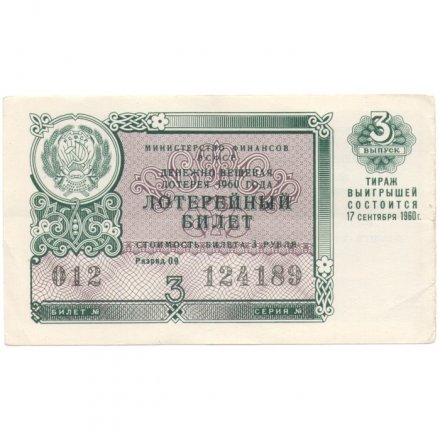 МИНИСТЕРСТВО ФИНАНСОВ
РСФСР
ДЕНЕЖНО-ВЕЩЕВАЯ
ЛОТЕРЕЯ 1960 ГОДА
ЛОТЕРЕЙНЫЙ
БИЛЕТ
СТОИМОСТЬ БИЛЕТА 3 РУБЛЯ
Разряд 09
012 3 124189
БИЛЕТ № СЕРИЯ №
3
ВЫПУСК
ТИРАЖ
ВЫИГРЫШЕЙ
СОСТОИТСЯ
17 СЕНТЯБРЯ 1960г.